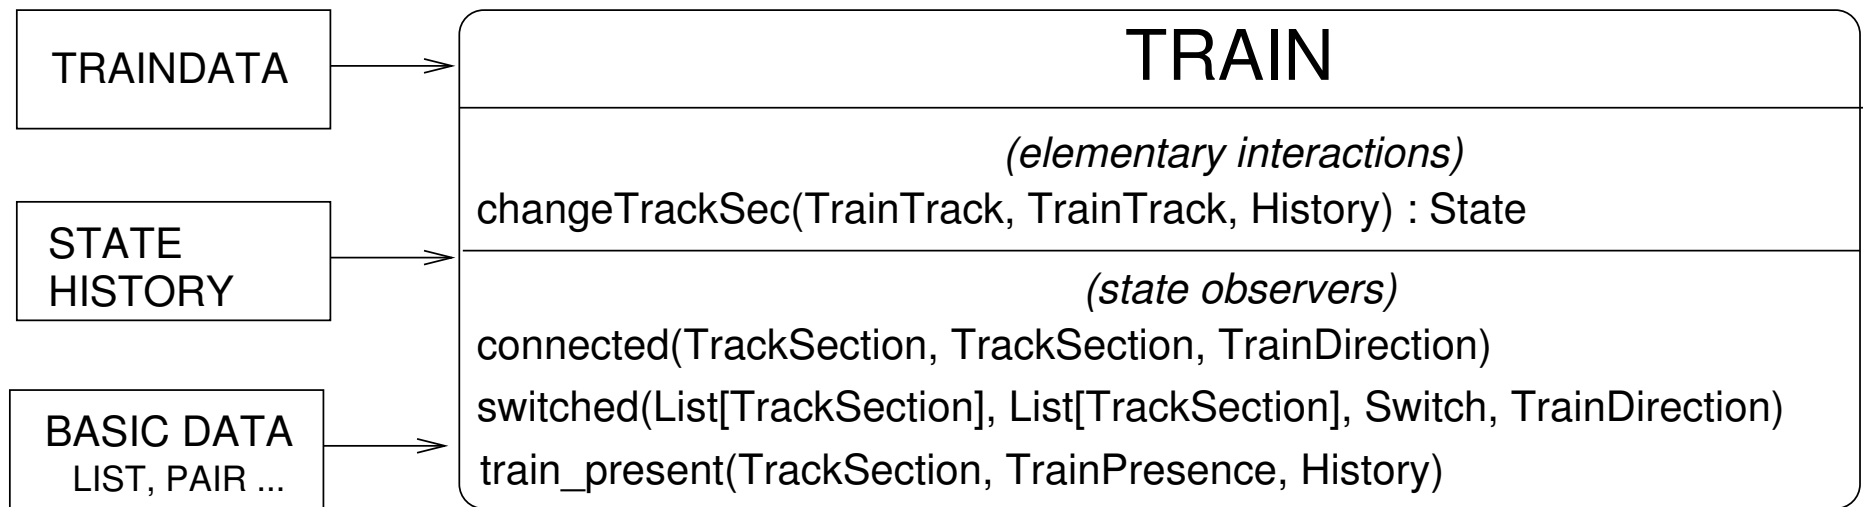 TRAINDATA
STATE
HISTORY
BASIC DATA
LIST, PAIR ...
TRAIN
(elementary interactions)
changeTrackSec(TrainTrack, TrainTrack, History) : State
(state observers)
connected(TrackSection, TrackSection, TrainDirection)
switched(List[TrackSection], List[TrackSection], Switch, TrainDirection)
train_present(TrackSection, TrainPresence, History)